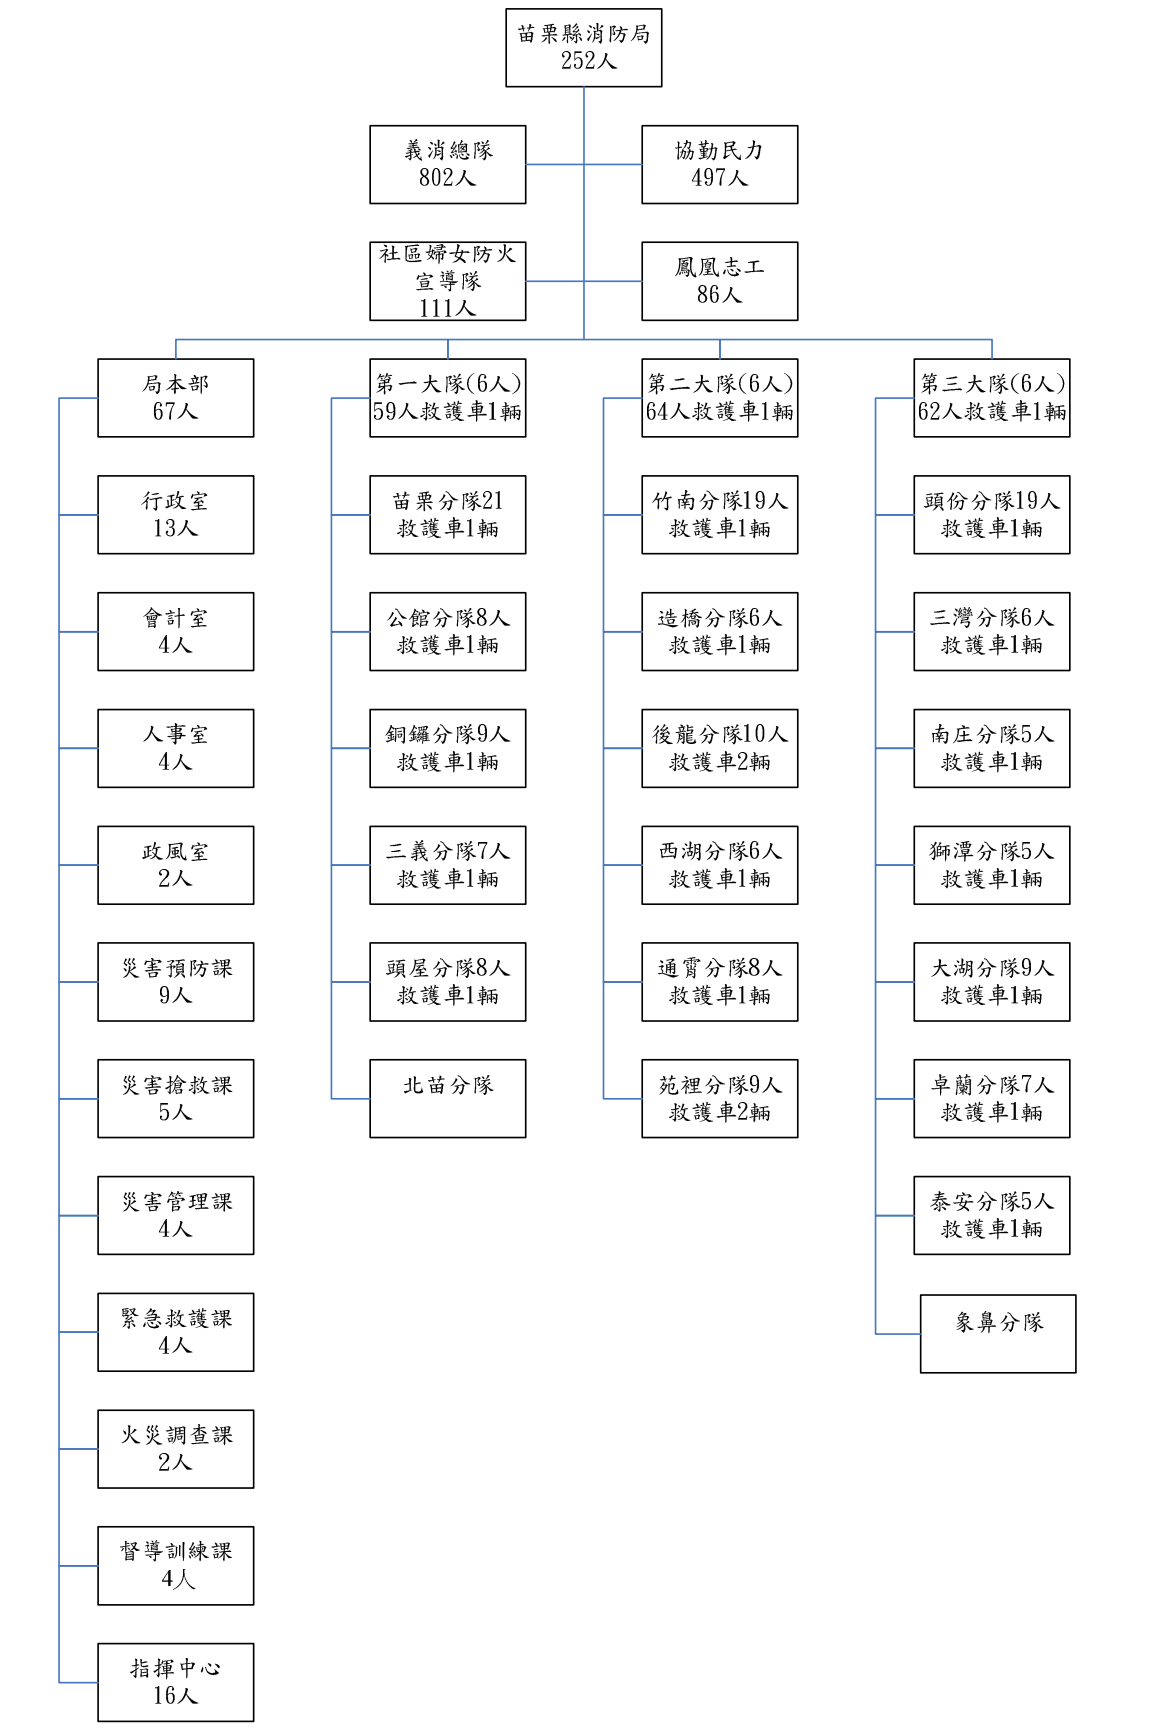 苗栗縣消防局
252人
義消總隊
802人
協勤民力
497人
社區婦女防火
宣導隊
111人
鳳凰志工
86人
局本部
67人
行政室
13人
會計室
4人
人事室
4人
政風室
2人
災害預防課
9人
災害搶救課
5人
災害管理課
4人
緊急救護課
4人
火災調查課
2人
督導訓練課
4人
指揮中心
16人
第一大隊(6人)
59人救護車1輛
苗栗分隊21
救護車1輛
公館分隊8人
救護車1輛
銅鑼分隊9人
救護車1輛
三義分隊7人
救護車1輛
頭屋分隊8人
救護車1輛
北苗分隊
第二大隊(6人)
64人救護車1輛
竹南分隊19人
救護車1輛
造橋分隊6人
救護車1輛
後龍分隊10人
救護車2輛
西湖分隊6人
救護車1輛
通霄分隊8人
救護車1輛
苑裡分隊9人
救護車2輛
第三大隊(6人)
62人救護車1輛
頭份分隊19人
救護車1輛
三灣分隊6人
救護車1輛
南庄分隊5人
救護車1輛
獅潭分隊5人
救護車1輛
大湖分隊9人
救護車1輛
卓蘭分隊7人
救護車1輛
泰安分隊5人
救護車1輛
象鼻分隊